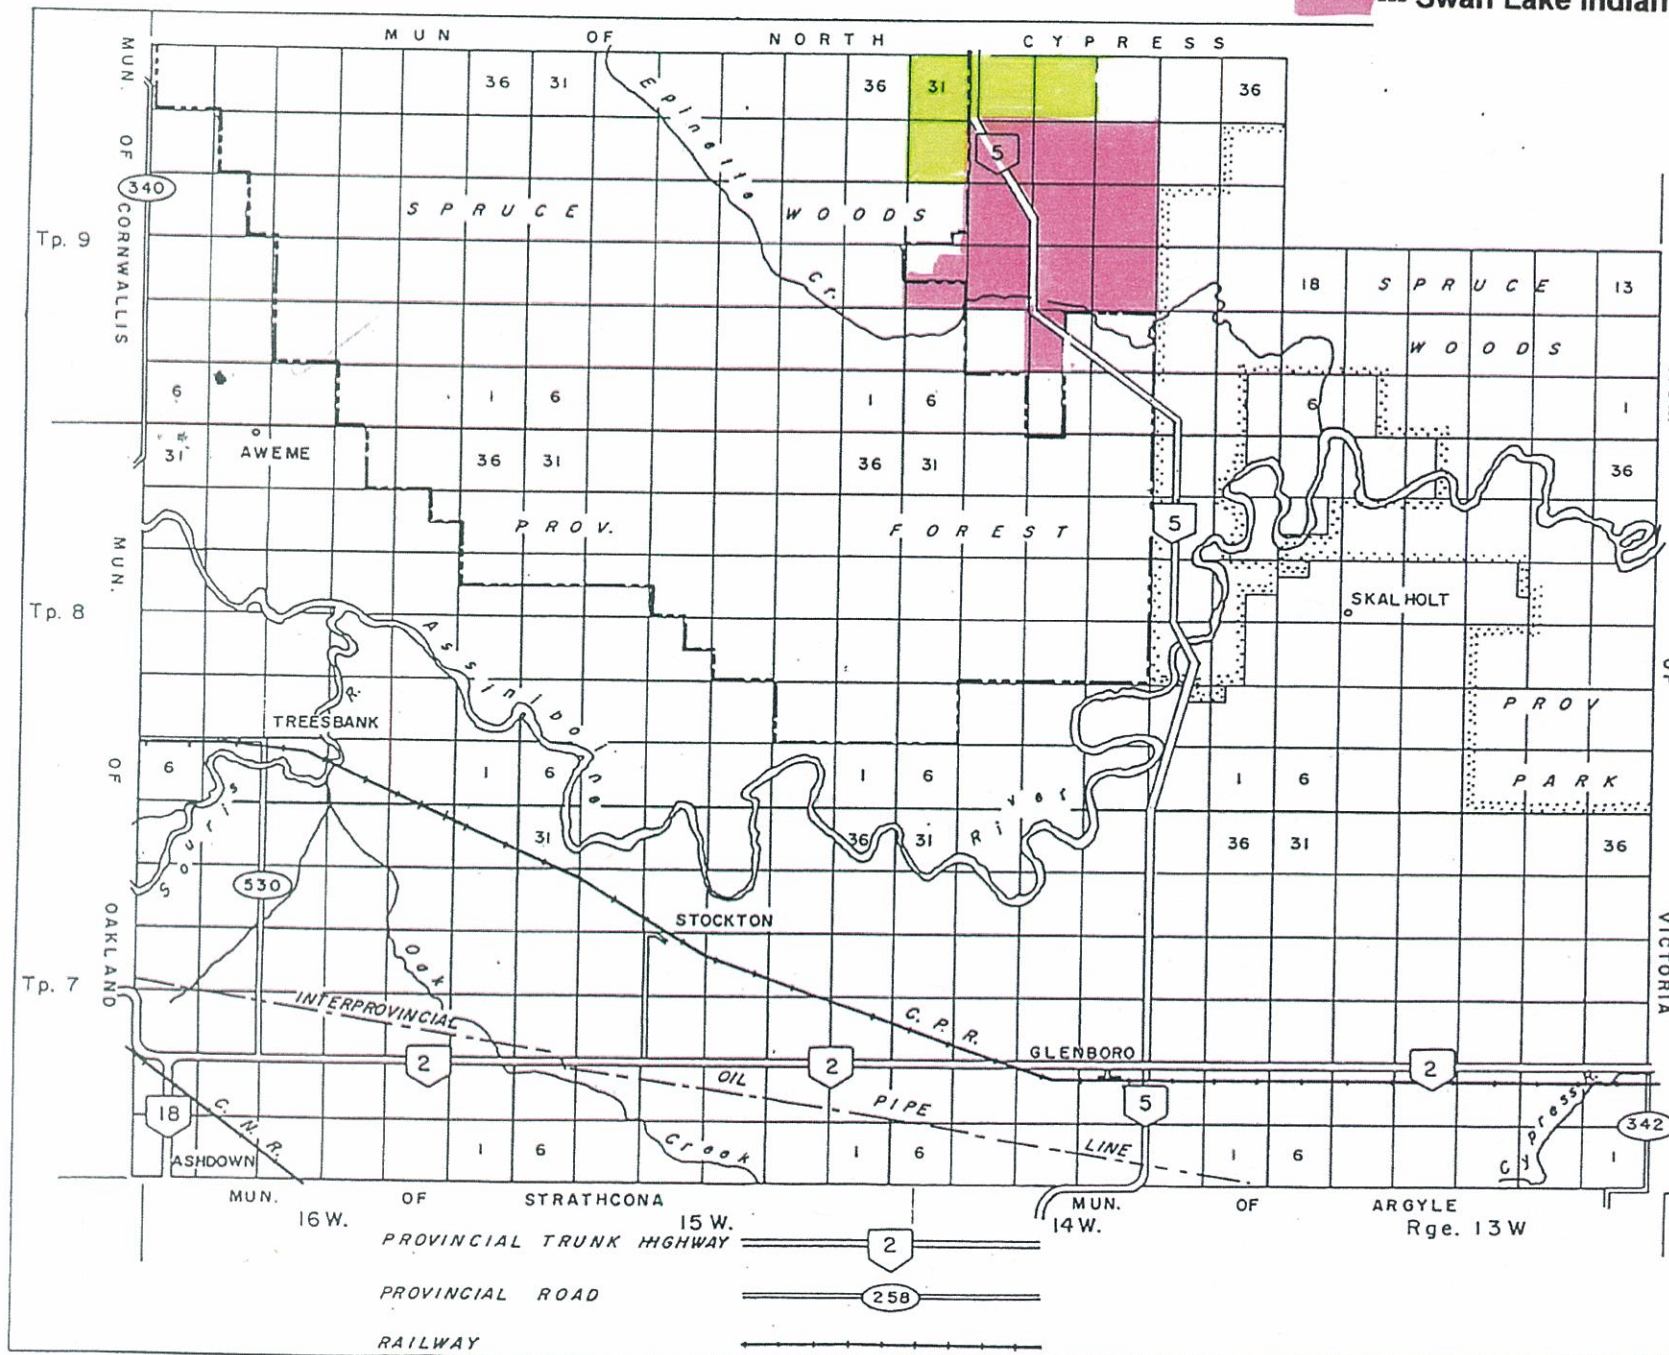 --- Swan Lake Indian
MUN OF NORTH CYPRESS
MUN. OF CORNWALLIS
36 31 36 31 36
Epinette Cr.
5
340
SPRUCE WOODS
Tp. 9
18 SPRUCE 13
WOODS
6 1 6 1 6 6 1
31 AWEME 36 31 36 31 36
PROV. FOREST
5
MUN. OF OAKLAND
Tp. 8
SKALHOLT
Assiniboine River
R.
TREESBANK
PROV
PARK
6 1 6 1 6 1 6
Souris
31 36 31 36 31 36
530
STOCKTON
OF VICTORIA
Oak Creek
Tp. 7
INTERPROVINCIAL OIL PIPE LINE
C. P. R.
GLENBORO
2 2 2
18
C. N. R.
5
Cypress R.
342
ASHDOWN
1 6 1 6 1 6 1
MUN. OF STRATHCONA MUN. OF ARGYLE
16 W. 15 W. 14 W. Rge. 13 W
PROVINCIAL TRUNK HIGHWAY 2
PROVINCIAL ROAD 258
RAILWAY